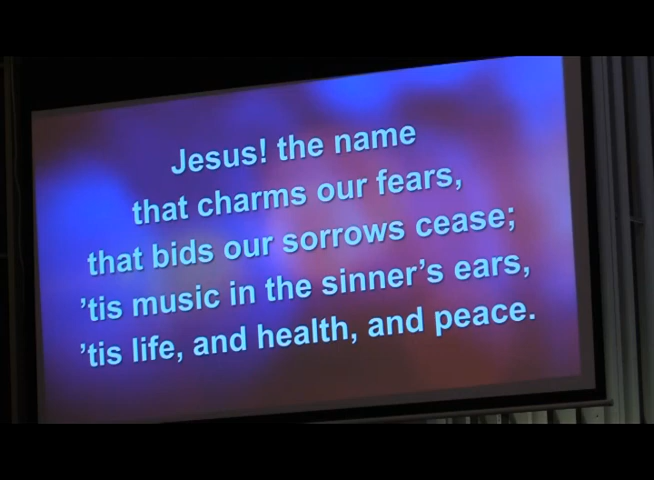 Jesus! the name
that charms our fears,
that bids our sorrows cease;
’tis music in the sinner’s ears,
’tis life, and health, and peace.